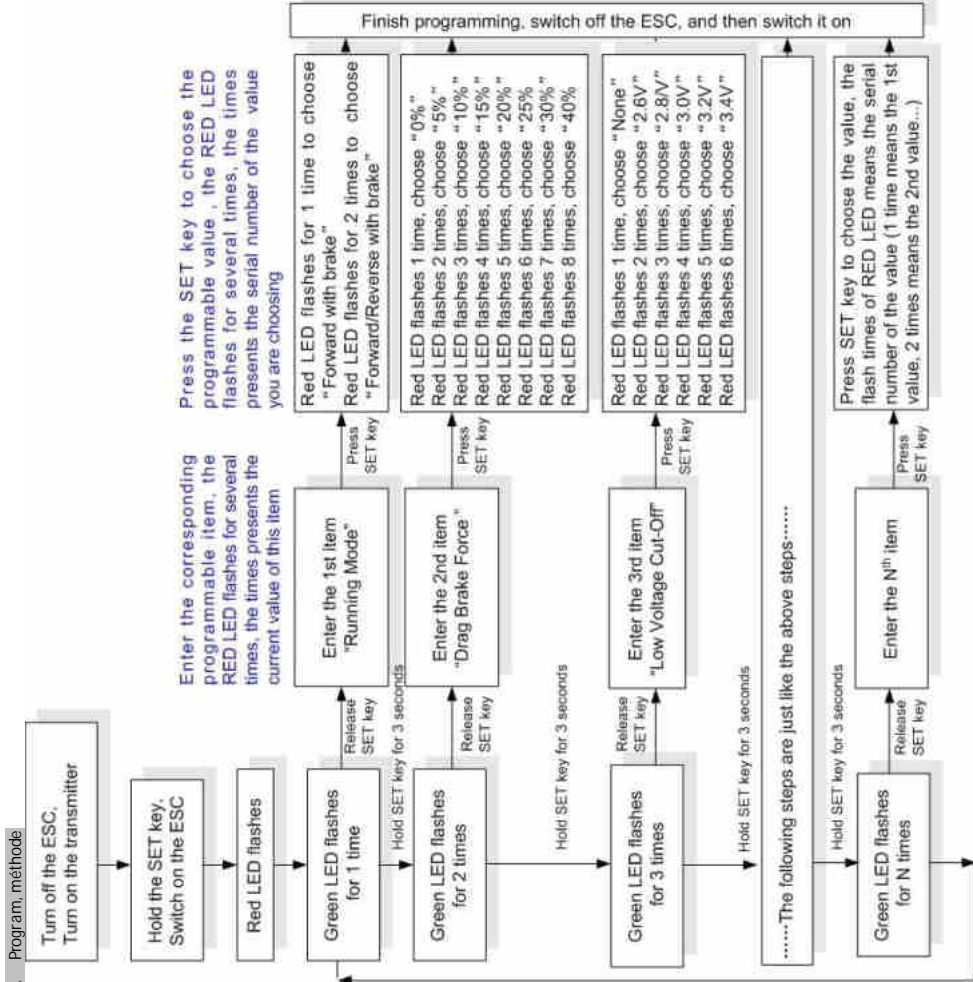 Program, méthode
Turn off the ESC,
Turn on the transmitter
Hold the SET key,
Switch on the ESC
Red LED flashes
Enter the corresponding
programmable item, the
RED LED flashes for several
times, the times presents the
current value of this item
Press the SET key to choose the
programmable value , the RED LED
flashes for several times, the times
presents the serial number of the value
you are choosing
Green LED flashes
for 1 time
Release
SET key
Enter the 1st item
"Running Mode"
Press
SET key
Red LED flashes for 1 time to choose
"Forward with brake"
Red LED flashes for 2 times to choose
"Forward/Reverse with brake"
Hold SET key for 3 seconds
Green LED flashes
for 2 times
Release
SET key
Enter the 2nd item
"Drag Brake Force"
Press
SET key
Red LED flashes 1 time, choose "0%"
Red LED flashes 2 times, choose "5%"
Red LED flashes 3 times, choose "10%"
Red LED flashes 4 times, choose "15%"
Red LED flashes 5 times, choose "20%"
Red LED flashes 6 times, choose "25%"
Red LED flashes 7 times, choose "30%"
Red LED flashes 8 times, choose "40%
Hold SET key for 3 seconds
Green LED flashes
for 3 times
Release
SET key
Enter the 3rd item
"Low Voltage Cut-Off"
Press
SET key
Red LED flashes 1 time, choose "None"
Red LED flashes 2 times, choose "2.6V"
Red LED flashes 3 times, choose "2.8/V"
Red LED flashes 4 times, choose "3.0V"
Red LED flashes 5 times, choose "3.2V"
Red LED flashes 6 times, choose "3.4V"
Hold SET key for 3 seconds
......The following steps are just like the above steps......
Hold SET key for 3 seconds
Green LED flashes
for N times
Release
SET key
Enter the Nth item
Press
SET key
Press SET key to choose the value, the
flash times of RED LED means the serial
number of the value (1 time means the 1st
value, 2 times means the 2nd value...)
Finish programming, switch off the ESC, and then switch it on